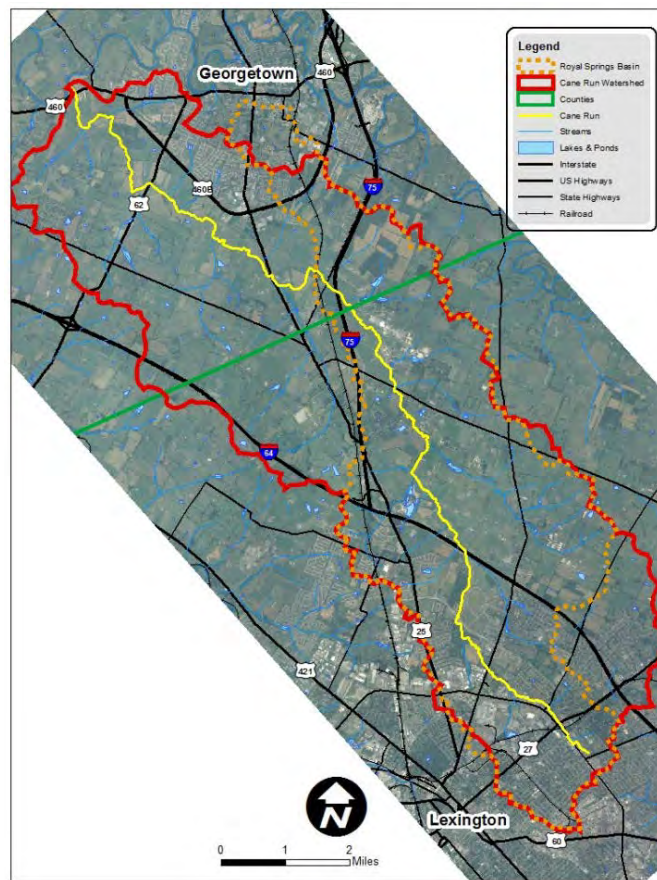 Georgetown
460
460
460B
62
75
75
64
25
421
27
Lexington
60
N
0 1 2
Miles
Legend
Royal Springs Basin
Cane Run Watershed
Counties
Cane Run
Streams
Lakes & Ponds
Interstate
US Highways
State Highways
Railroad